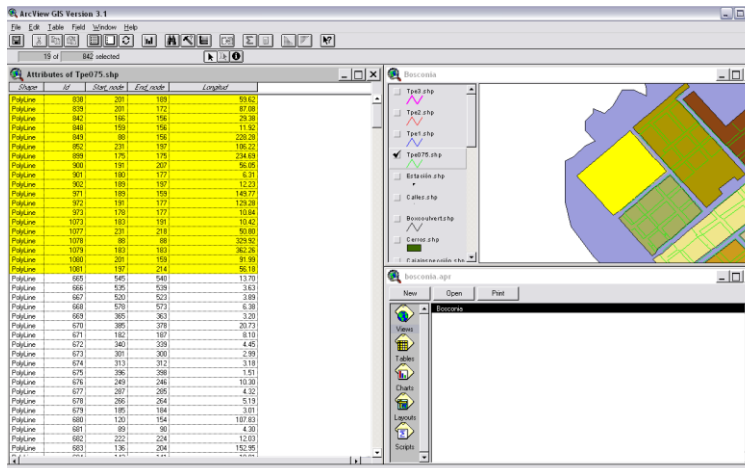 ArcView GIS Version 3.1
File Edit Table Field Window Help
19 of 842 selected
Attributes of Tpe075.shp
Shape Id Start_node End_node Longitud
PolyLine 838 201 189 59.62
PolyLine 839 201 172 87.08
PolyLine 842 166 156 29.38
PolyLine 848 159 156 11.92
PolyLine 849 88 156 228.28
PolyLine 852 231 197 106.22
PolyLine 899 175 175 234.69
PolyLine 900 191 207 56.05
PolyLine 901 180 177 6.31
PolyLine 902 189 197 12.23
PolyLine 971 189 159 149.77
PolyLine 972 191 177 129.28
PolyLine 973 178 177 10.84
PolyLine 1073 183 191 10.42
PolyLine 1077 231 218 50.80
PolyLine 1078 88 88 329.92
PolyLine 1079 183 183 362.26
PolyLine 1080 201 159 91.99
PolyLine 1081 197 214 56.18
PolyLine 665 545 540 13.70
PolyLine 666 535 539 3.63
PolyLine 667 520 523 3.89
PolyLine 668 578 573 6.38
PolyLine 669 365 363 3.20
PolyLine 670 385 378 20.73
PolyLine 671 182 187 8.10
PolyLine 672 340 339 4.45
PolyLine 673 301 300 2.99
PolyLine 674 313 312 3.18
PolyLine 675 396 398 1.51
PolyLine 676 249 246 10.30
PolyLine 677 287 285 4.32
PolyLine 678 266 264 5.19
PolyLine 679 185 184 3.01
PolyLine 680 120 154 107.83
PolyLine 681 89 90 4.30
PolyLine 682 222 224 12.03
PolyLine 683 136 204 152.95
Bosconia
Tpe3.shp
Tpe2.shp
Tpe1.shp
Tpe075.shp
Estación.shp
Calles.shp
Boxcoulvert.shp
Cerros.shp
bosconia.apr
New Open Print
Bosconia
Views
Tables
Charts
Layouts
Scripts